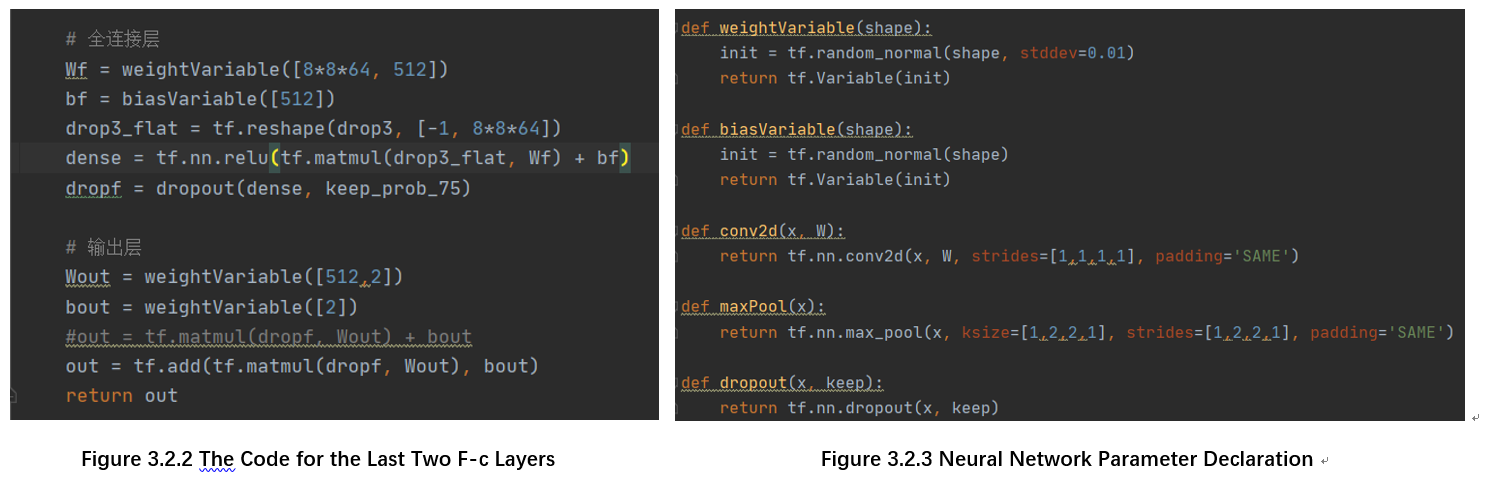 # 全连接层
Wf = weightVariable([8*8*64, 512])
bf = biasVariable([512])
drop3_flat = tf.reshape(drop3, [-1, 8*8*64])
dense = tf.nn.relu(tf.matmul(drop3_flat, Wf) + bf)
dropf = dropout(dense, keep_prob_75)
# 输出层
Wout = weightVariable([512,2])
bout = weightVariable([2])
#out = tf.matmul(dropf, Wout) + bout
out = tf.add(tf.matmul(dropf, Wout), bout)
return out
Figure 3.2.2 The Code for the Last Two F-c Layers
def weightVariable(shape):
init = tf.random_normal(shape, stddev=0.01)
return tf.Variable(init)
def biasVariable(shape):
init = tf.random_normal(shape)
return tf.Variable(init)
def conv2d(x, W):
return tf.nn.conv2d(x, W, strides=[1,1,1,1], padding='SAME')
def maxPool(x):
return tf.nn.max_pool(x, ksize=[1,2,2,1], strides=[1,2,2,1], padding='SAME')
def dropout(x, keep):
return tf.nn.dropout(x, keep)
Figure 3.2.3 Neural Network Parameter Declaration